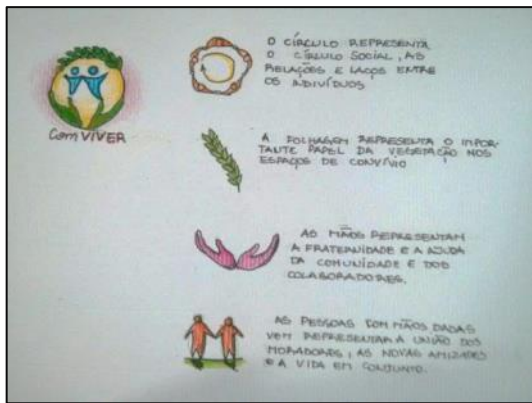 ComVIVER
O CÍRCULO REPRESENTA
O CÍRCULO SOCIAL, AS
RELAÇÕES E LAÇOS ENTRE
OS INDIVÍDUOS
A FOLHAGEM REPRESENTA O IMPOR-
TANTE PAPEL DA VEGETAÇÃO NOS
ESPAÇOS DE CONVÍVIO
AS MÃOS REPRESENTAM
A FRATERNIDADE E A AJUDA
DA COMUNIDADE E DOS
COLABORADORES.
AS PESSOAS COM MÃOS DADAS
VEM REPRESENTAR A UNIÃO DOS
MORADORES, AS NOVAS AMIZADES
E A VIDA EM CONJUNTO.